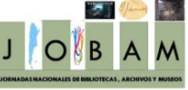 JOBAM
JORNADAS NACIONALES DE BIBLIOTECAS, ARCHIVOS Y MUSEOS